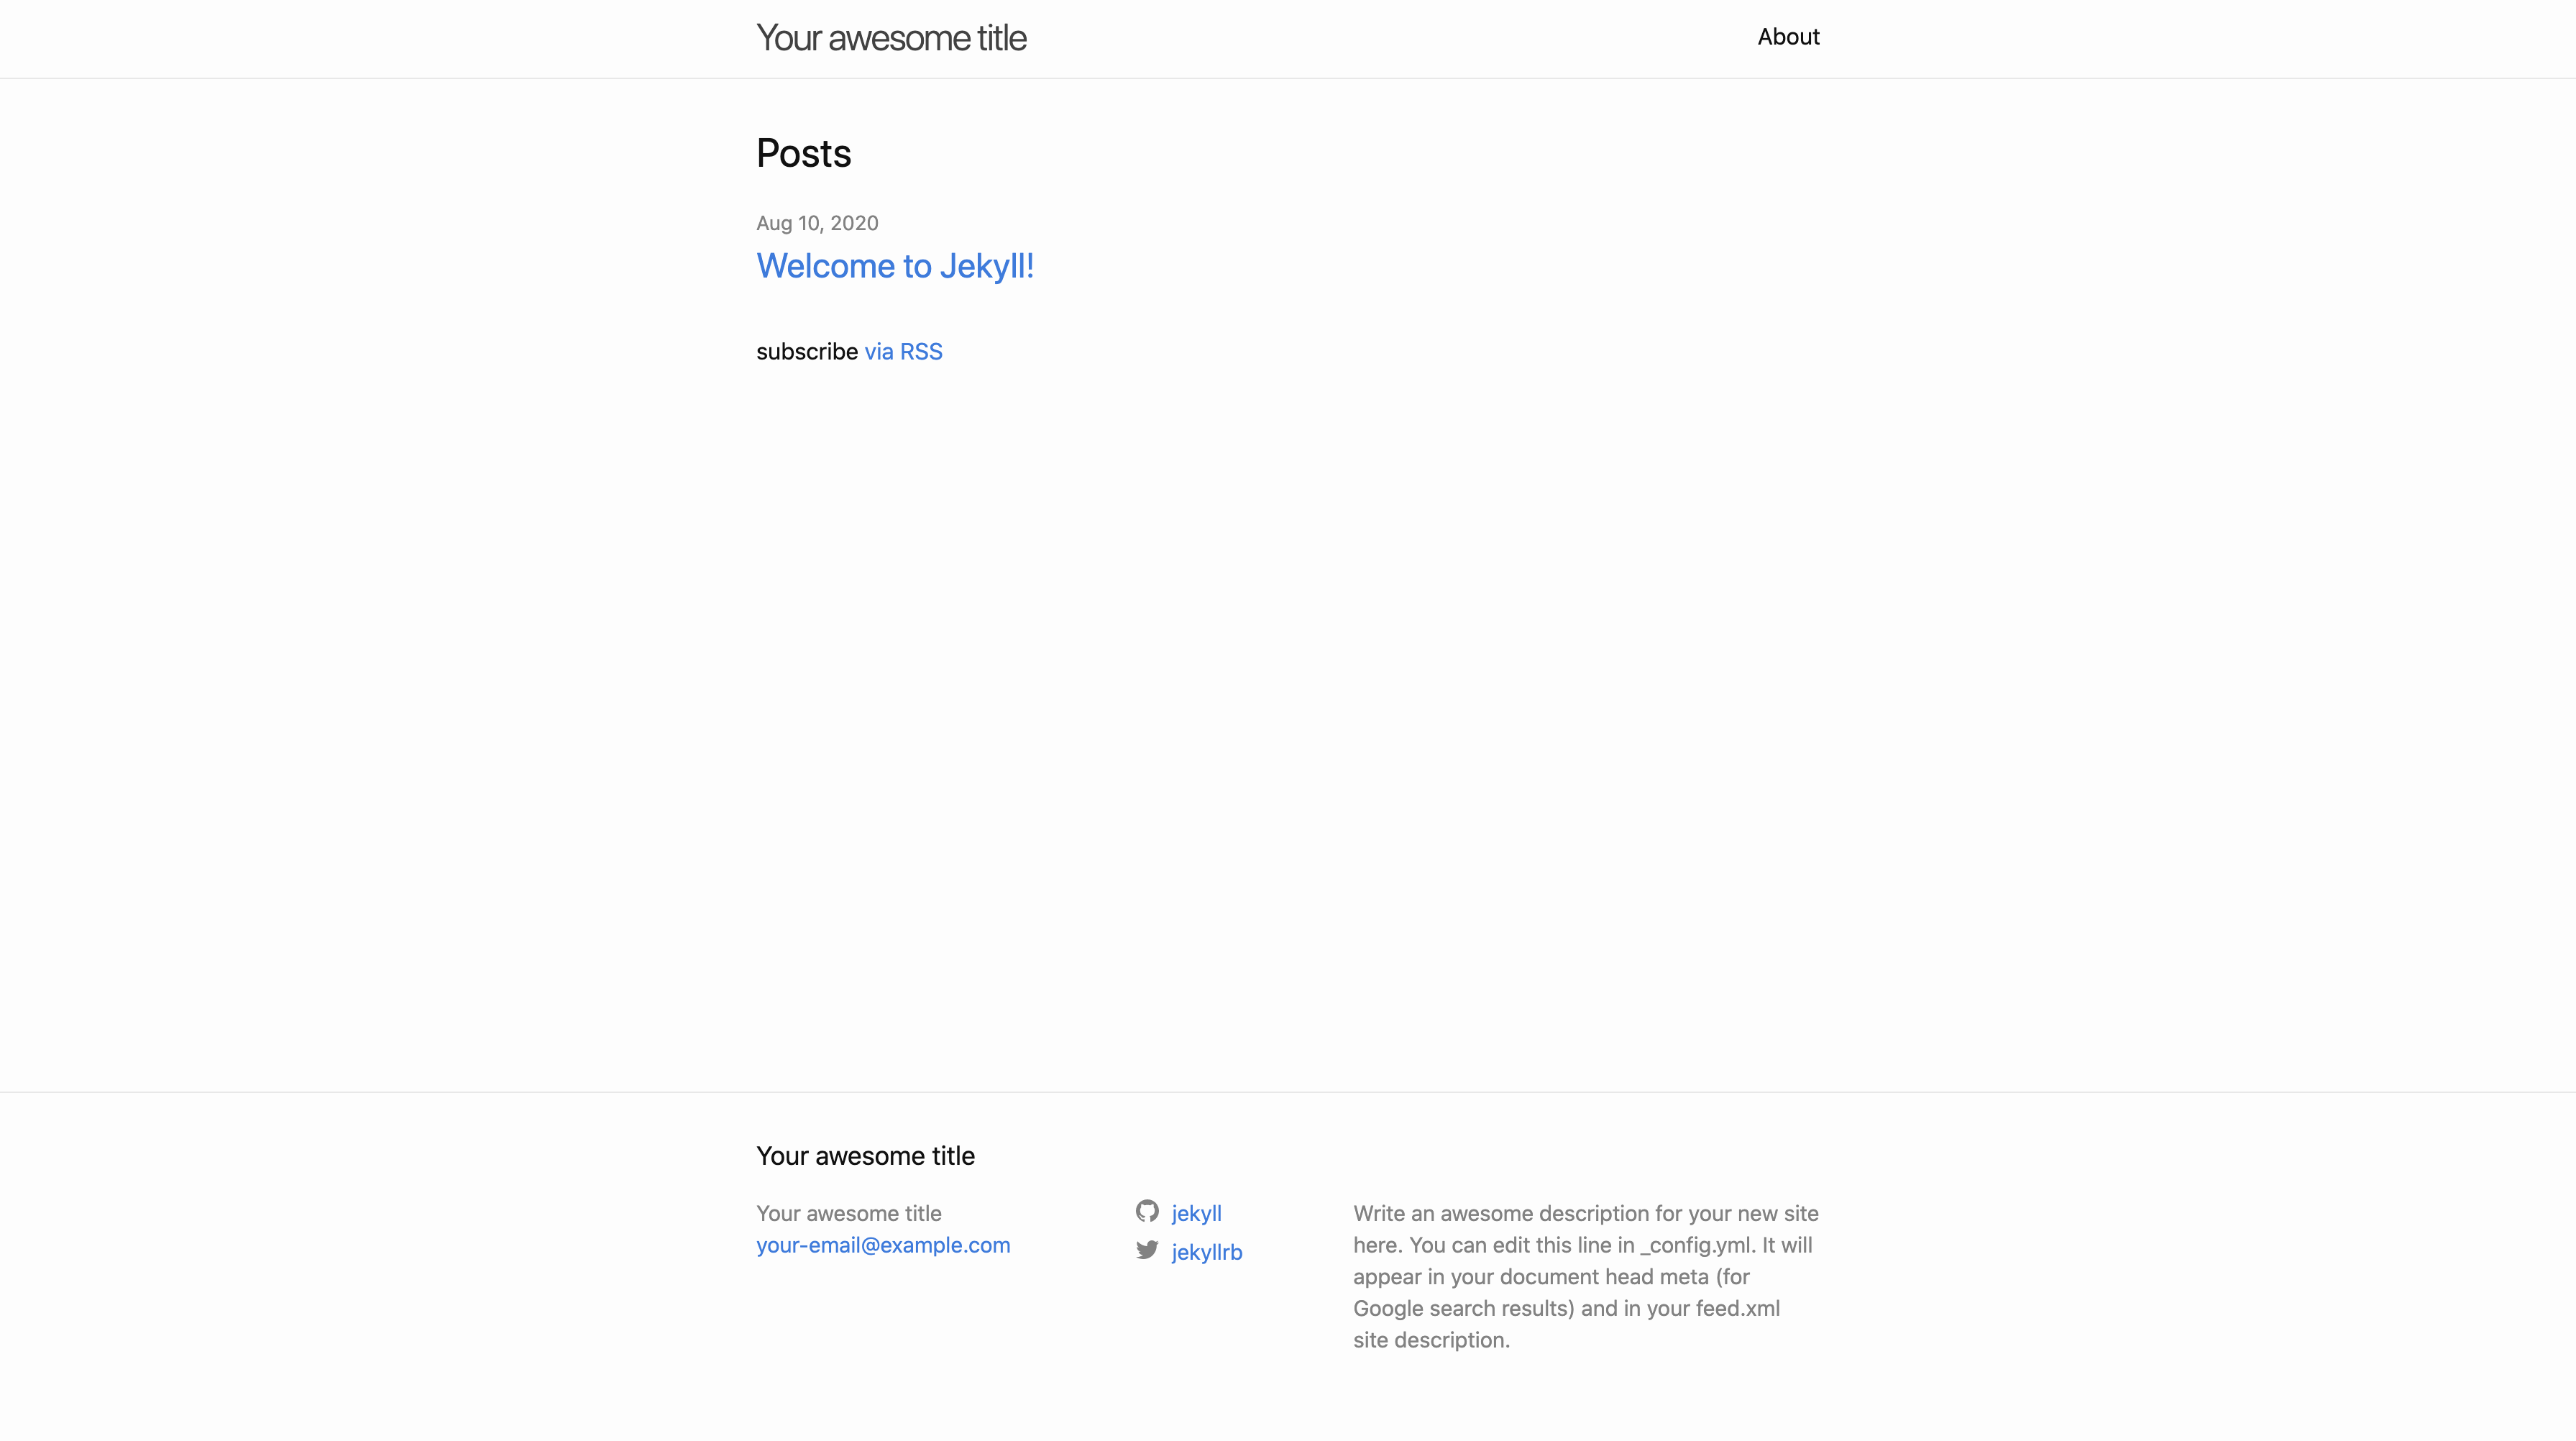 Your awesome title
About
Posts
Aug 10, 2020
Welcome to Jekyll!
subscribe via RSS
Your awesome title
Your awesome title
your-email@example.com
jekyll
jekyllrb
Write an awesome description for your new site
here. You can edit this line in _config.yml. It will
appear in your document head meta (for
Google search results) and in your feed.xml
site description.